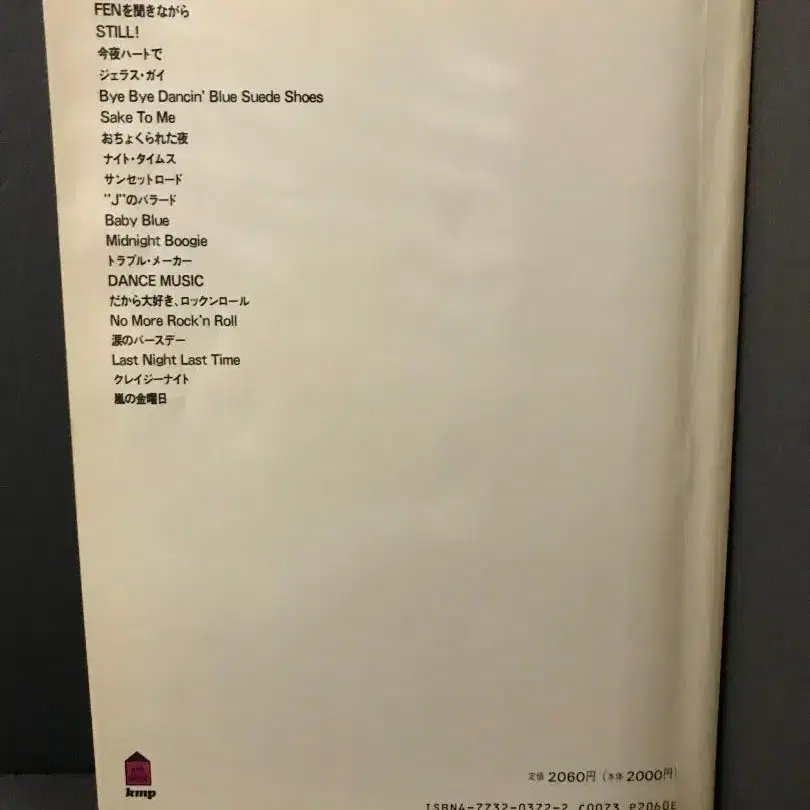 FENを聞きながら
STILL!
今夜ハートで
ジェラス・ガイ
Bye Bye Dancin' Blue Suede Shoes
Sake To Me
おちょくられた夜
ナイト・タイムス
サンセットロード
"J"のバラード
Baby Blue
Midnight Boogie
トラブル・メーカー
DANCE MUSIC
だから大好き、ロックンロール
No More Rock'n Roll
涙のバースデー
Last Night Last Time
クレイジーナイト
嵐の金曜日
kmp
定価 2060円 (本体 2000円)
ISBN4-7732-0372-2 C0073 P2060E